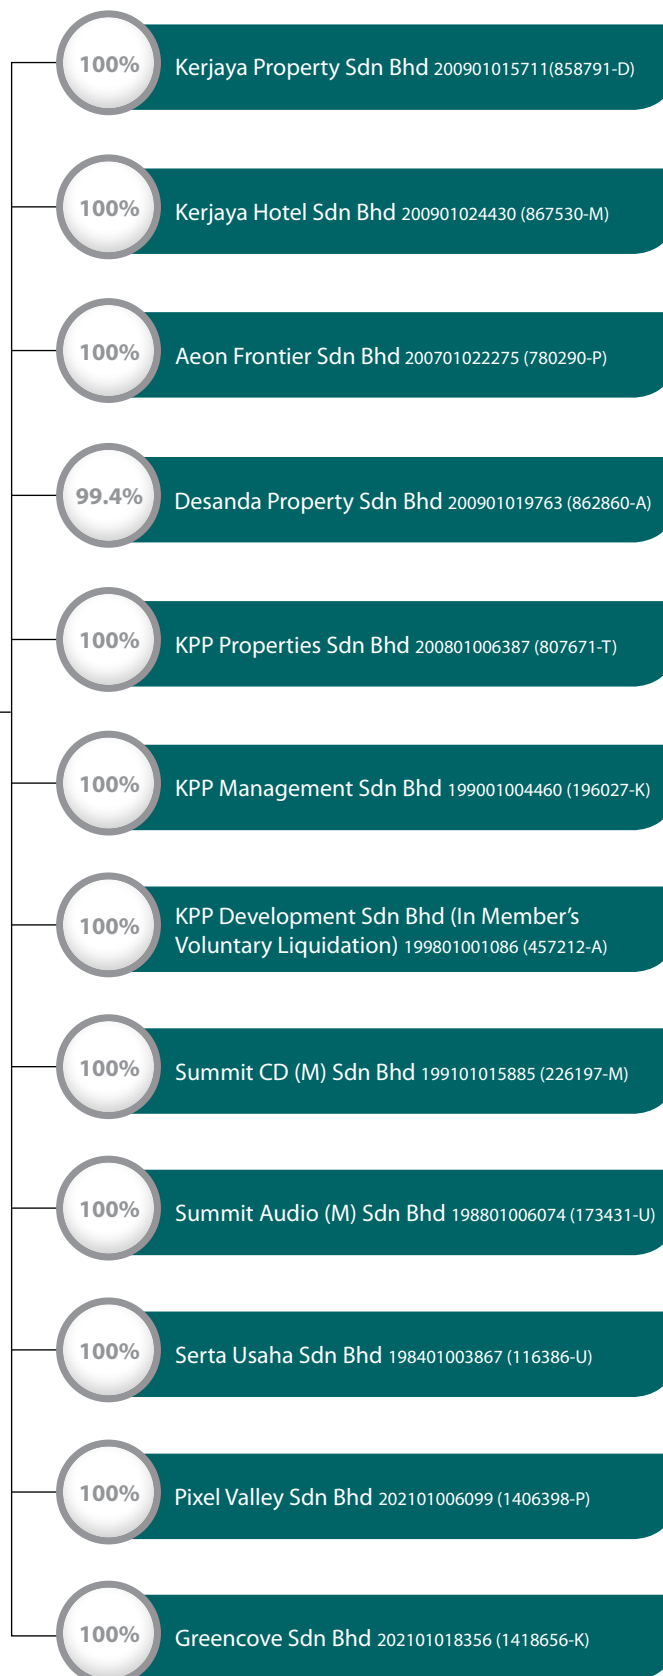 100%
Kerjaya Property Sdn Bhd 200901015711(858791-D)
100%
Kerjaya Hotel Sdn Bhd 200901024430 (867530-M)
100%
Aeon Frontier Sdn Bhd 200701022275 (780290-P)
99.4%
Desanda Property Sdn Bhd 200901019763 (862860-A)
100%
KPP Properties Sdn Bhd 200801006387 (807671-T)
100%
KPP Management Sdn Bhd 199001004460 (196027-K)
100%
KPP Development Sdn Bhd (In Member’s
Voluntary Liquidation) 199801001086 (457212-A)
100%
Summit CD (M) Sdn Bhd 199101015885 (226197-M)
100%
Summit Audio (M) Sdn Bhd 198801006074 (173431-U)
100%
Serta Usaha Sdn Bhd 198401003867 (116386-U)
100%
Pixel Valley Sdn Bhd 202101006099 (1406398-P)
100%
Greencove Sdn Bhd 202101018356 (1418656-K)